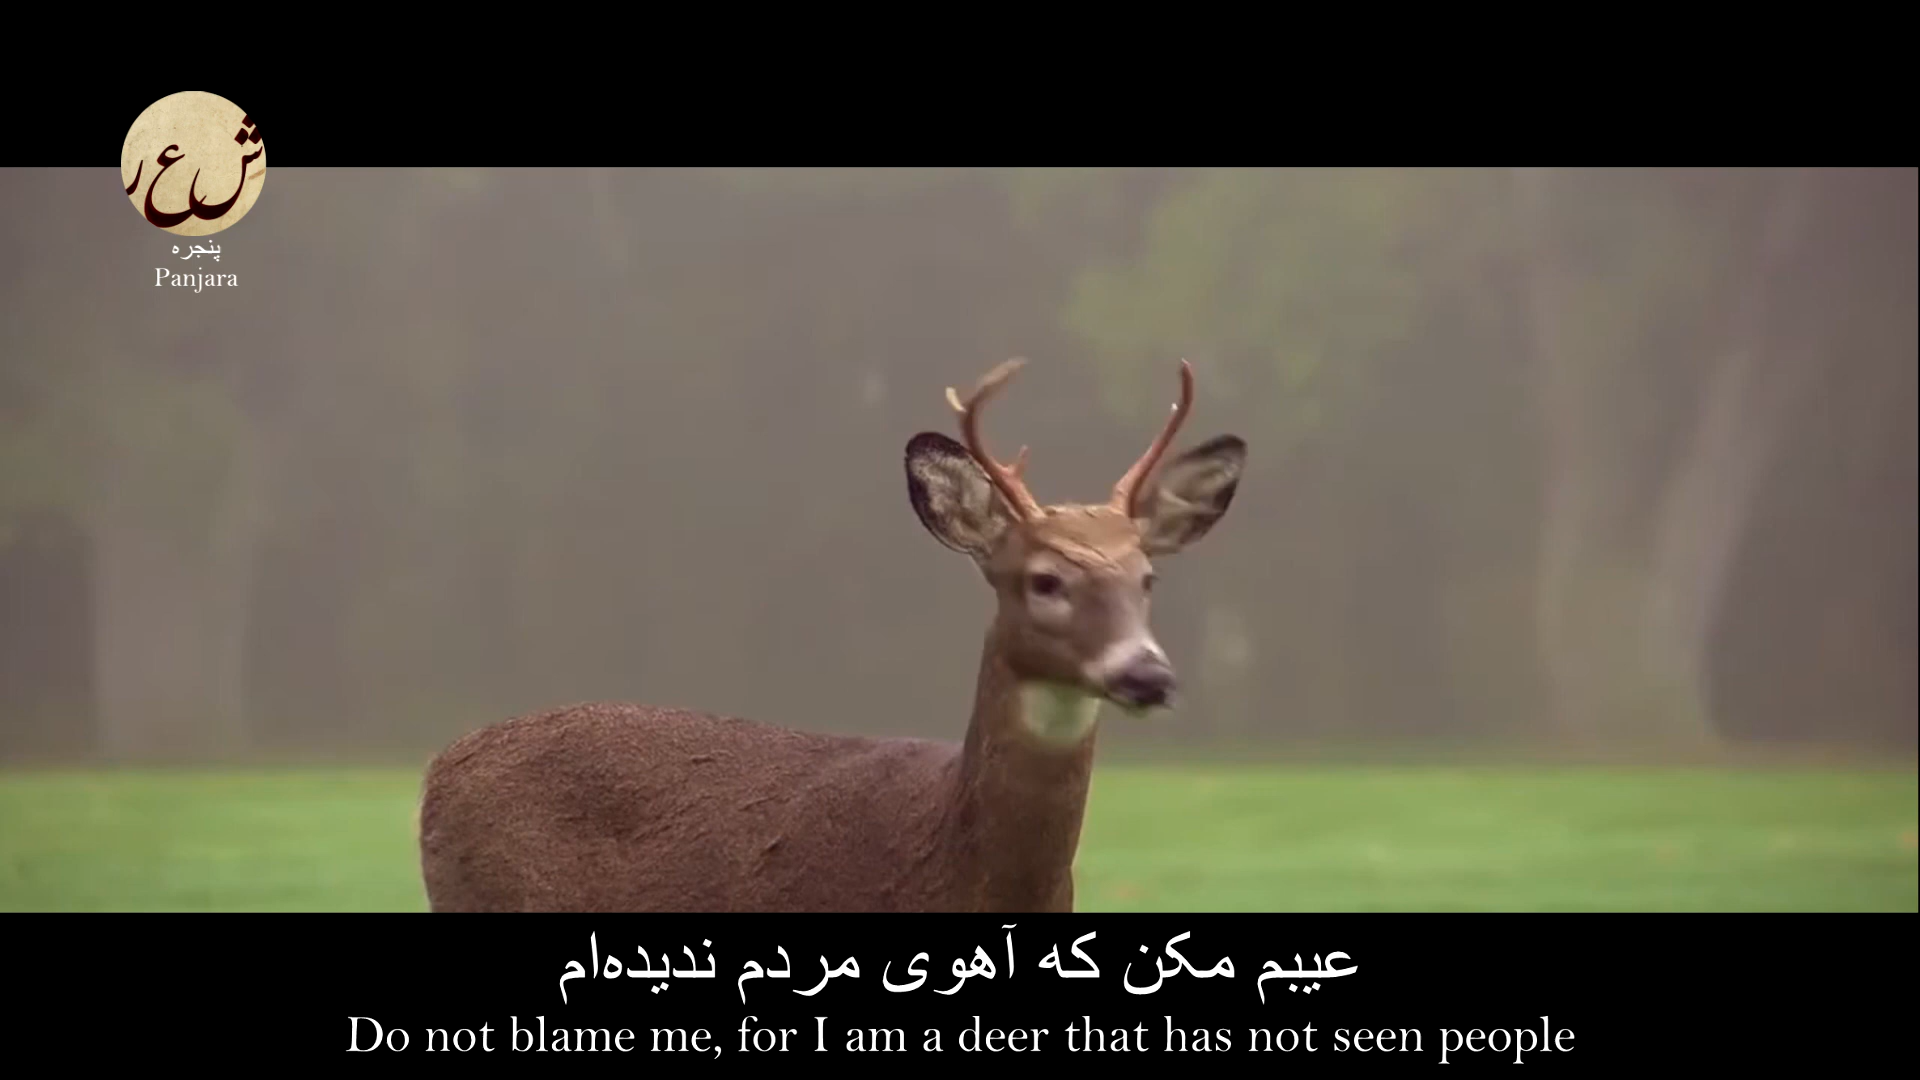 شعر
پنجره
Panjara
عیبم مکن که آهوی مردم ندیده‌ام
Do not blame me, for I am a deer that has not seen people